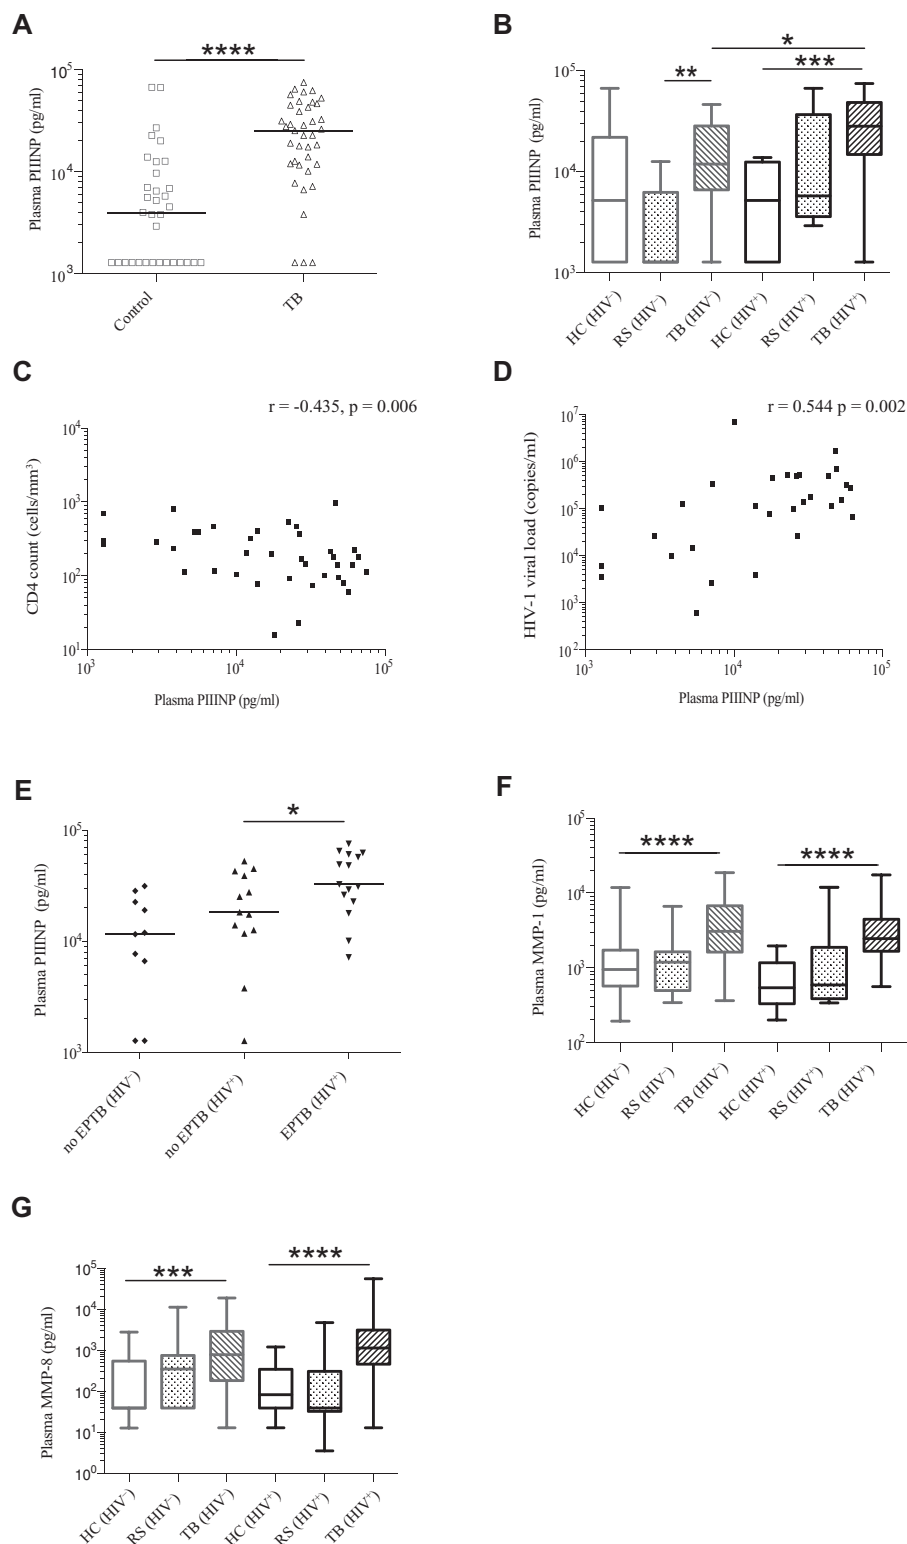 A
B
****
*
**
***
Plasma PIIINP (pg/ml)
10⁵
10⁴
10³
Control
TB
Plasma PIIINP (pg/ml)
10⁵
10⁴
10³
HC (HIV⁻)
RS (HIV⁻)
TB (HIV⁻)
HC (HIV⁺)
RS (HIV⁺)
TB (HIV⁺)
C
D
r = -0.435, p = 0.006
CD4 count (cells/mm³)
10⁴
10³
10²
10¹
10³
10⁴
10⁵
Plasma PIIINP (pg/ml)
r = 0.544 p = 0.002
HIV-1 viral load (copies/ml)
10⁷
10⁶
10⁵
10⁴
10³
10²
10³
10⁴
10⁵
Plasma PIIINP (pg/ml)
E
F
*
Plasma PIIINP (pg/ml)
10⁵
10⁴
10³
no EPTB (HIV⁻)
no EPTB (HIV⁺)
EPTB (HIV⁺)
****
****
Plasma MMP-1 (pg/ml)
10⁵
10⁴
10³
10²
HC (HIV⁻)
RS (HIV⁻)
TB (HIV⁻)
HC (HIV⁺)
RS (HIV⁺)
TB (HIV⁺)
G
***
****
Plasma MMP-8 (pg/ml)
10⁵
10⁴
10³
10²
10¹
10⁰
HC (HIV⁻)
RS (HIV⁻)
TB (HIV⁻)
HC (HIV⁺)
RS (HIV⁺)
TB (HIV⁺)